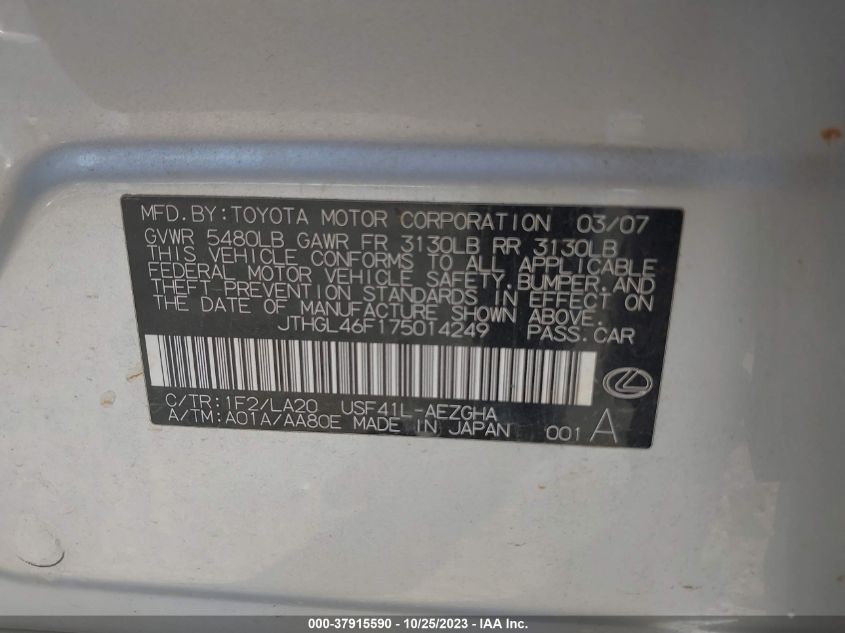 MFD.BY:TOYOTA MOTOR CORPORATION 03/07
GVWR 5480LB GAWR FR 3130LB RR 3130LB
THIS VEHICLE CONFORMS TO ALL APPLICABLE
FEDERAL MOTOR VEHICLE SAFETY,BUMPER,AND
THEFT PREVENTION STANDARDS IN EFFECT ON
THE DATE OF MANUFACTURE SHOWN ABOVE.
JTHGL46F175014249 PASS.CAR
C/TR:1F2/LA20 USF41L-AEZGHA
A/TM:A01A/AA80E MADE IN JAPAN 001 A
000-37915590 - 10/25/2023 - IAA Inc.